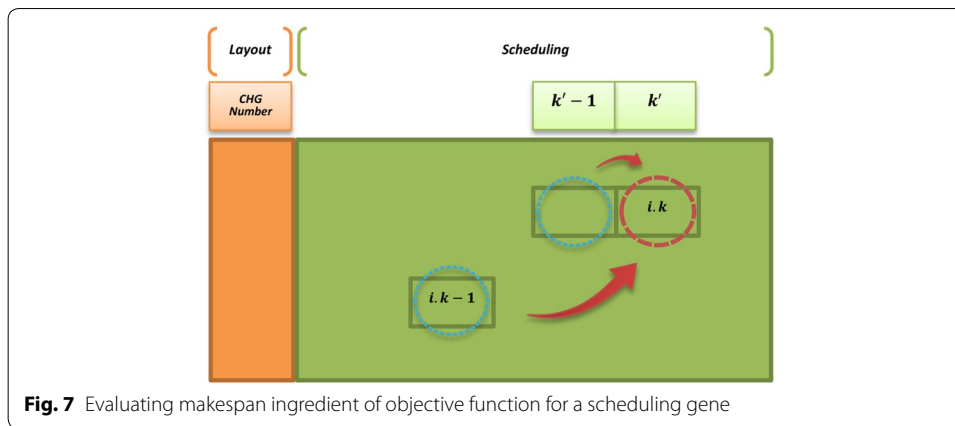 Layout
Scheduling
CHG
Number
k′ − 1
k′
i.k
i.k − 1
Fig. 7 Evaluating makespan ingredient of objective function for a scheduling gene